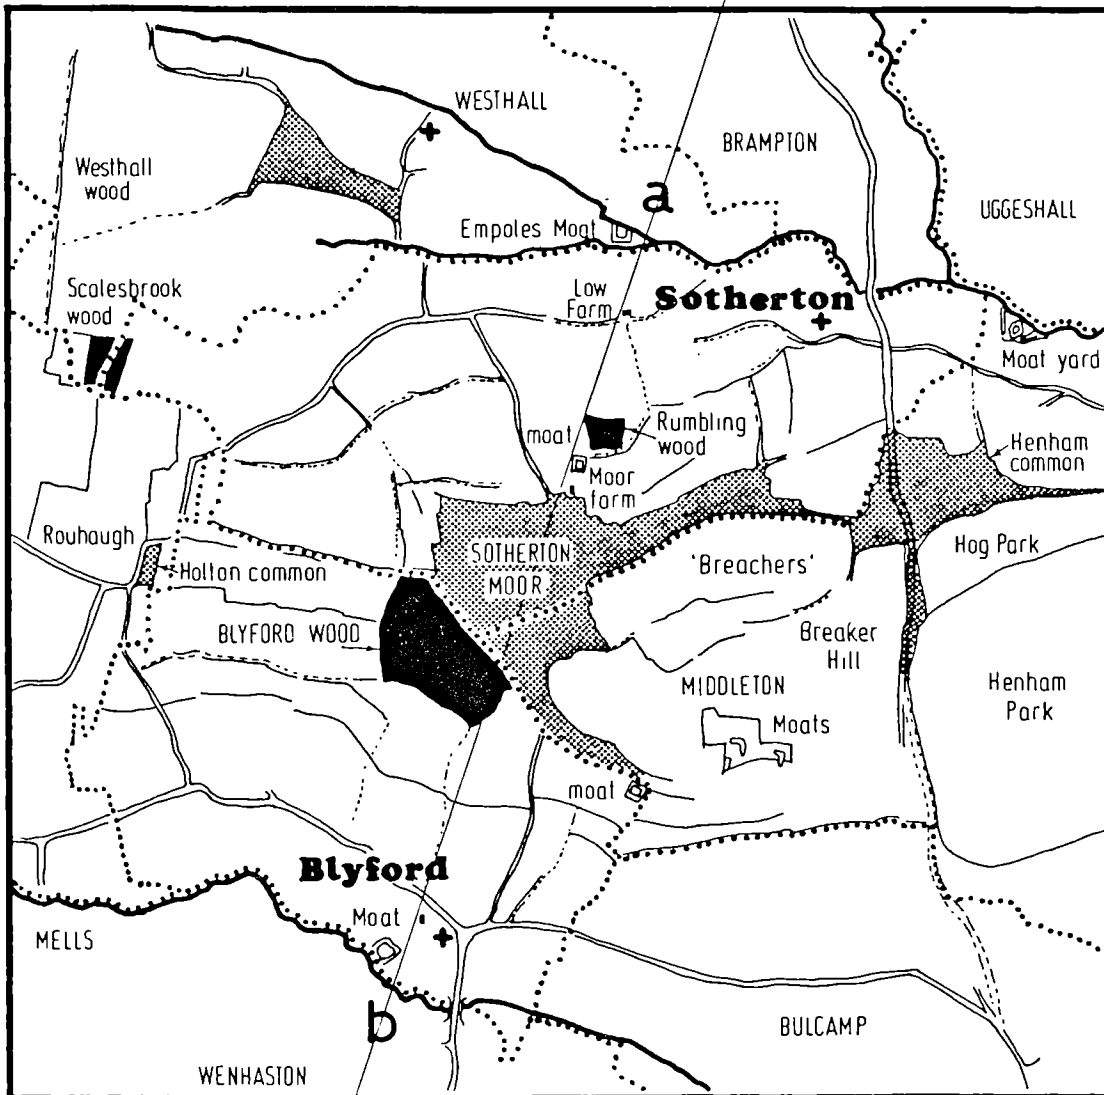 WESTHALL
BRAMPTON
Westhall
wood
a
UGGESHALL
Empoles Moat
Scalesbrook
wood
Low
Farm
Sotherton
Moat yard
moat
Rumbling
wood
Moor
farm
Henham
common
Rouhaugh
SOTHERTON
MOOR
'Breachers'
Hog Park
Holton common
BLYFORD WOOD
Breaker
Hill
MIDDLETON
Moats
Henham
Park
moat
Blyford
Moat
MELLS
b
BULCAMP
WENHASTON